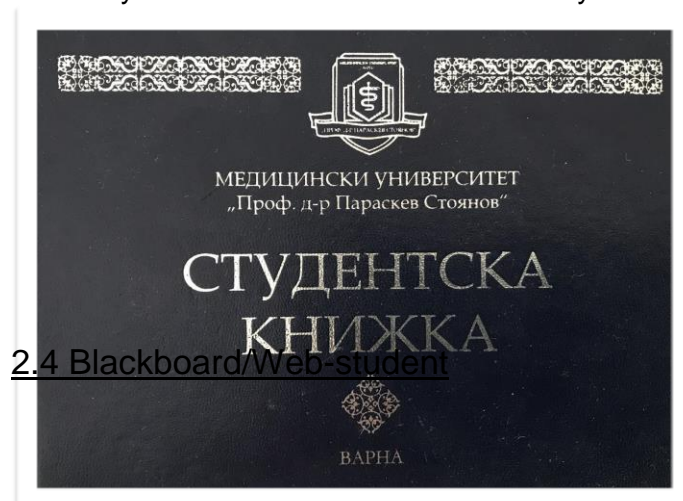 МЕДИЦИНСКИ УНИВЕРСИТЕТ
„Проф. д-р Параскев Стоянов“
СТУДЕНТСКА
КНИЖКА
2.4 Blackboard/Web-student
ВАРНА